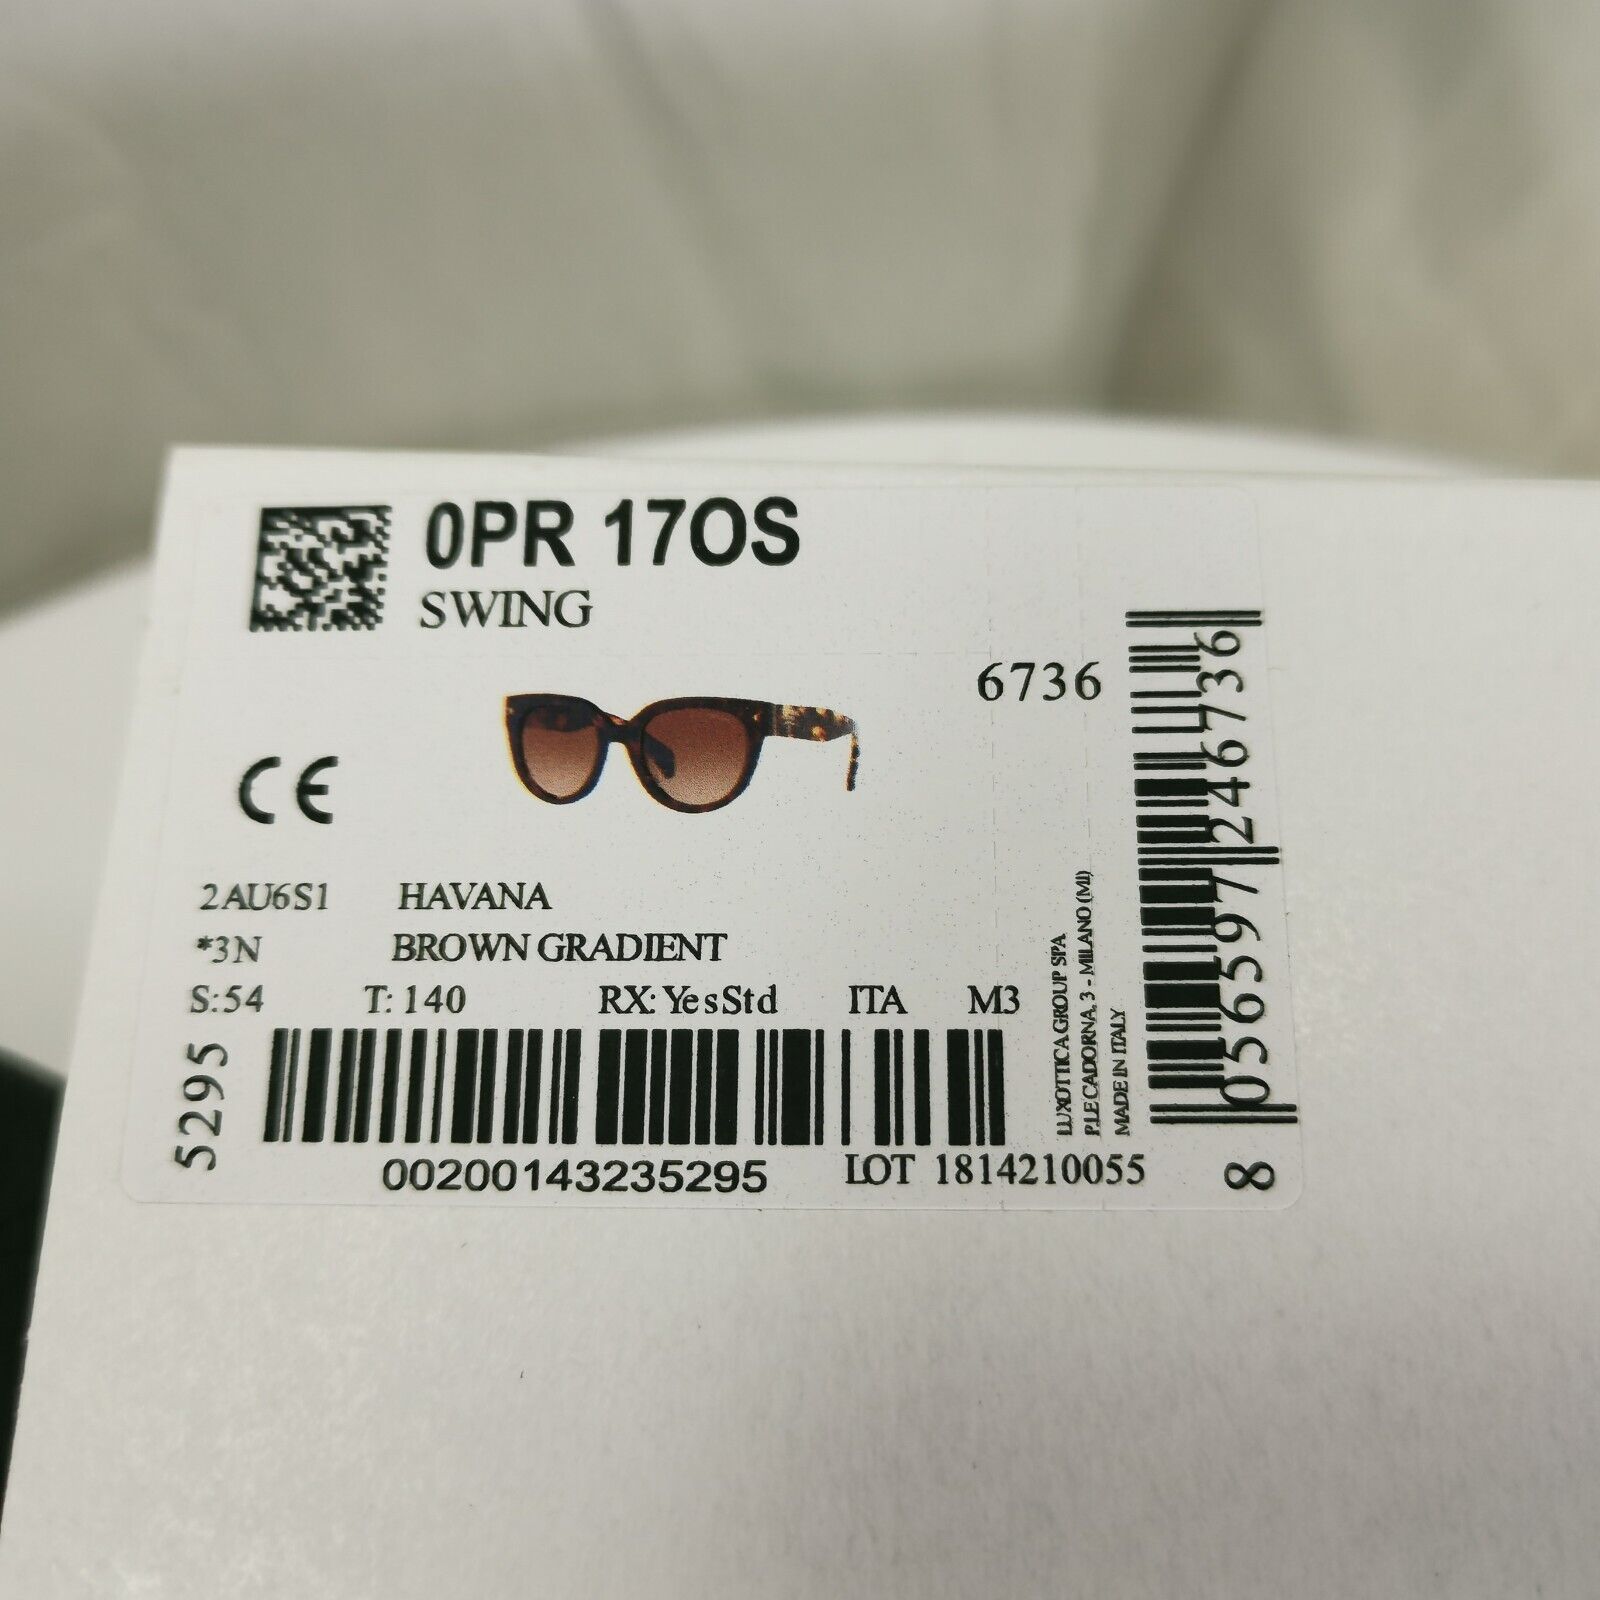 0PR 17OS
SWING
6736
CE
2AU6S1 HAVANA
*3N BROWN GRADIENT
S:54 T: 140 RX: YesStd ITA M3
5295
00200143235295
LOT 1814210055
LUXOTTICA GROUP SPA
P.LE CADORNA, 3 - MILANO (MI)
MADE IN ITALY
8 056597 246736